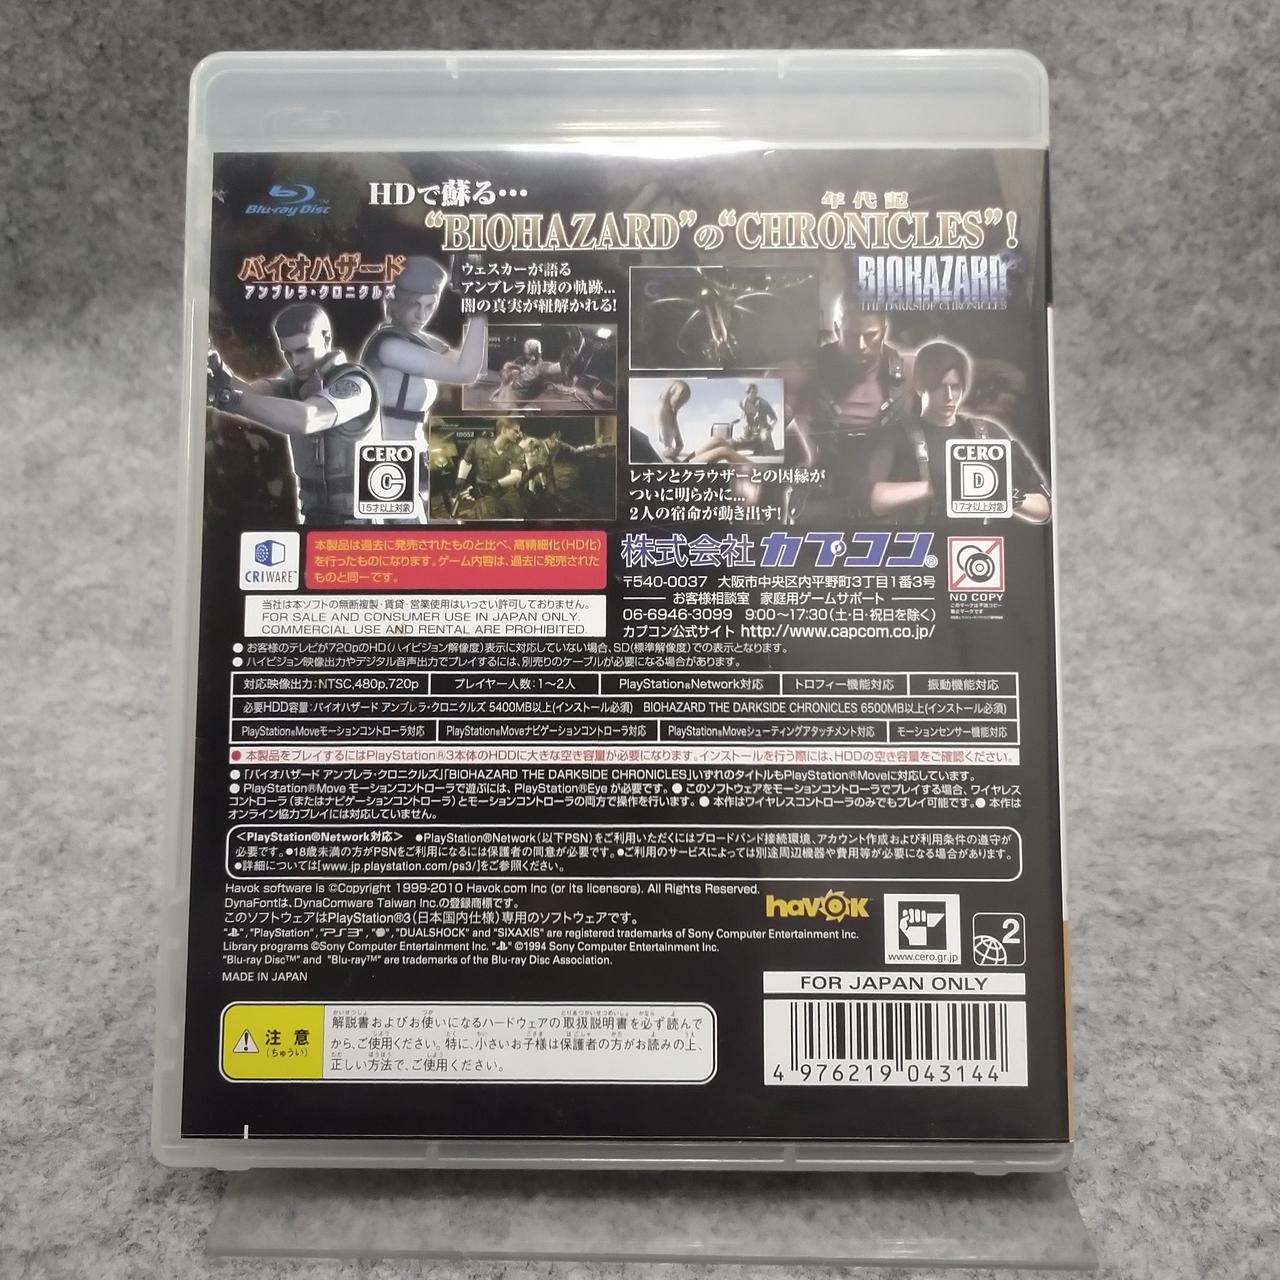 Blu-ray Disc™
HDで蘇る…
年代記
“BIOHAZARD”の“CHRONICLES”！
バイオハザード
アンブレラ・クロニクルズ
ウェスカーが語る
アンブレラ崩壊の軌跡…
闇の真実が紐解かれる!
BIOHAZARD
THE DARKSIDE CHRONICLES
レオンとクラウザーとの因縁が
ついに明らかに…
2人の宿命が動き出す!
CERO
C
15才以上対象
CERO
D
17才以上対象
CRIWARE™
本製品は過去に発売されたものと比べ、高精細化(HD化)
を行ったものになります。ゲーム内容は、過去に発売された
ものと同一です。
当社は本ソフトの無断複製・賃貸・営業使用はいっさい許可しておりません。
FOR SALE AND CONSUMER USE IN JAPAN ONLY.
COMMERCIAL USE AND RENTAL ARE PROHIBITED.
株式会社カプコン®
〒540-0037 大阪市中央区内平野町3丁目1番3号
お客様相談室 家庭用ゲームサポート
06-6946-3099 9:00~17:30(土・日・祝日を除く)
カプコン公式サイト http://www.capcom.co.jp/
NO COPY
●お客様のテレビが720pのHD(ハイビジョン解像度)表示に対応していない場合、SD(標準解像度)での表示となります。
●ハイビジョン映像出力やデジタル音声出力でプレイするには、別売りのケーブルが必要になる場合があります。
対応映像出力:NTSC,480p,720p プレイヤー人数:1~2人 PlayStation®Network対応 トロフィー機能対応 振動機能対応
必要HDD容量:バイオハザード アンブレラ・クロニクルズ 5400MB以上(インストール必須) BIOHAZARD THE DARKSIDE CHRONICLES 6500MB以上(インストール必須)
PlayStation®Moveモーションコントローラ対応 PlayStation®Moveナビゲーションコントローラ対応 PlayStation®Moveシューティングアタッチメント対応 モーションセンサー機能対応
●本製品をプレイするにはPlayStation®3本体のHDDに大きな空き容量が必要になります。インストールを行う際には、HDDの空き容量をご確認ください。
●「バイオハザード アンブレラ・クロニクルズ」「BIOHAZARD THE DARKSIDE CHRONICLES」いずれのタイトルもPlayStation®Moveに対応しています。
●PlayStation®Move モーションコントローラで遊ぶには、PlayStation®Eye が必要です。●このソフトウェアをモーションコントローラでプレイする場合、ワイヤレス
コントローラ(またはナビゲーションコントローラ)とモーションコントローラの両方で操作を行います。●本作はワイヤレスコントローラのみでもプレイ可能です。●本作は
オンライン協力プレイには対応していません。
<PlayStation®Network対応> ●PlayStation®Network(以下PSN)をご利用いただくにはブロードバンド接続環境、アカウント作成および利用条件の遵守が
必要です。●18歳未満の方がPSNをご利用になるには保護者の同意が必要です。●ご利用のサービスによっては別途周辺機器や費用等が必要になる場合があります。
●詳細については[www.jp.playstation.com/ps3/]をご参照ください。
Havok software is ©Copyright 1999-2010 Havok.com Inc (or its licensors). All Rights Reserved.
DynaFontは、DynaComware Taiwan Inc.の登録商標です。
このソフトウェアはPlayStation®3(日本国内仕様)専用のソフトウェアです。
"", "PlayStation", "PS3", "", "DUALSHOCK" and "SIXAXIS" are registered trademarks of Sony Computer Entertainment Inc.
Library programs ©Sony Computer Entertainment Inc. "" ©1994 Sony Computer Entertainment Inc.
"Blu-ray Disc™" and "Blu-ray™" are trademarks of the Blu-ray Disc Association.
MADE IN JAPAN
havok
www.cero.gr.jp
2
FOR JAPAN ONLY
4 976219 043144
注意
(ちゅうい)
解説書およびお使いになるハードウェアの取扱説明書を必ず読んで
から、ご使用ください。特に、小さいお子様は保護者の方がお読みの上、
正しい方法で、ご使用ください。